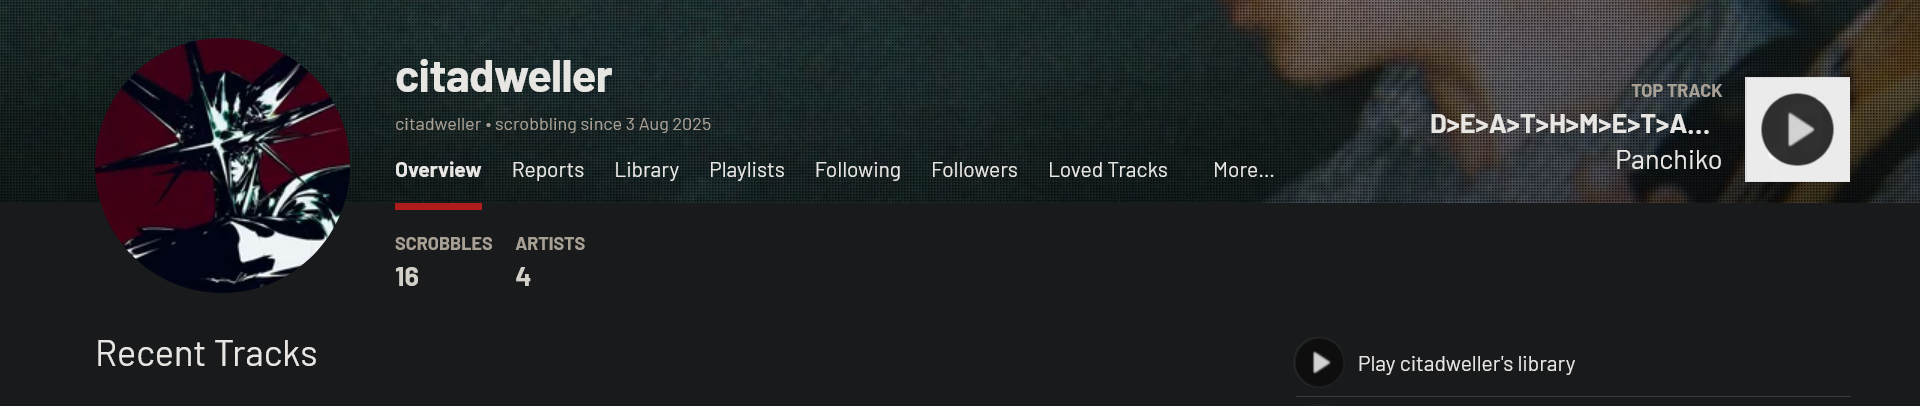 citadweller
citadweller • scrobbling since 3 Aug 2025
Overview Reports Library Playlists Following Followers Loved Tracks More...
SCROBBLES ARTISTS
16 4
TOP TRACK
D>E>A>T>H>M>E>T>A...
Panchiko
Recent Tracks
Play citadweller's library